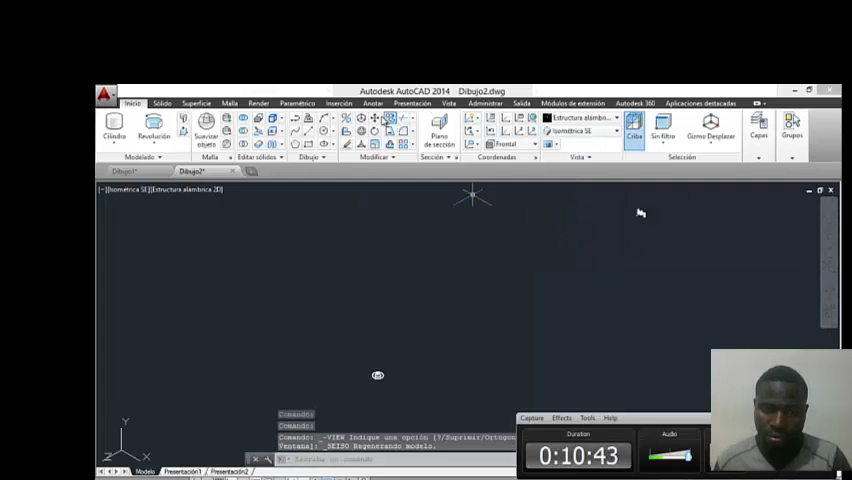 Autodesk AutoCAD 2014 Dibujo2.dwg
Inicio Sólido Superficie Malla Render Paramétrico Inserción Anotar Presentación Vista Administrar Salida Módulos de extensión Autodesk 360 Aplicaciones destacadas
Cilindro Revolución Suavizar objeto Plano de sección Estructura alámbri... Isométrica SE Frontal Criba Sin filtro Gizmo Desplazar Capas Grupos
Modelado Malla Editar sólidos Dibujo Modificar Sección Coordenadas Vista Selección
Dibujo1* Dibujo2*
[−][Isométrica SE][Estructura alámbrica 2D]
Comando:
Comando:
Comando: _-VIEW Indique una opción [?/Suprimir/Ortogon
Ventana]: _SEISO Regenerando modelo.
Escriba un comando
Y
Z X
Modelo Presentación1 Presentación2
Capture Effects Tools Help
Duration Audio
0:10:43